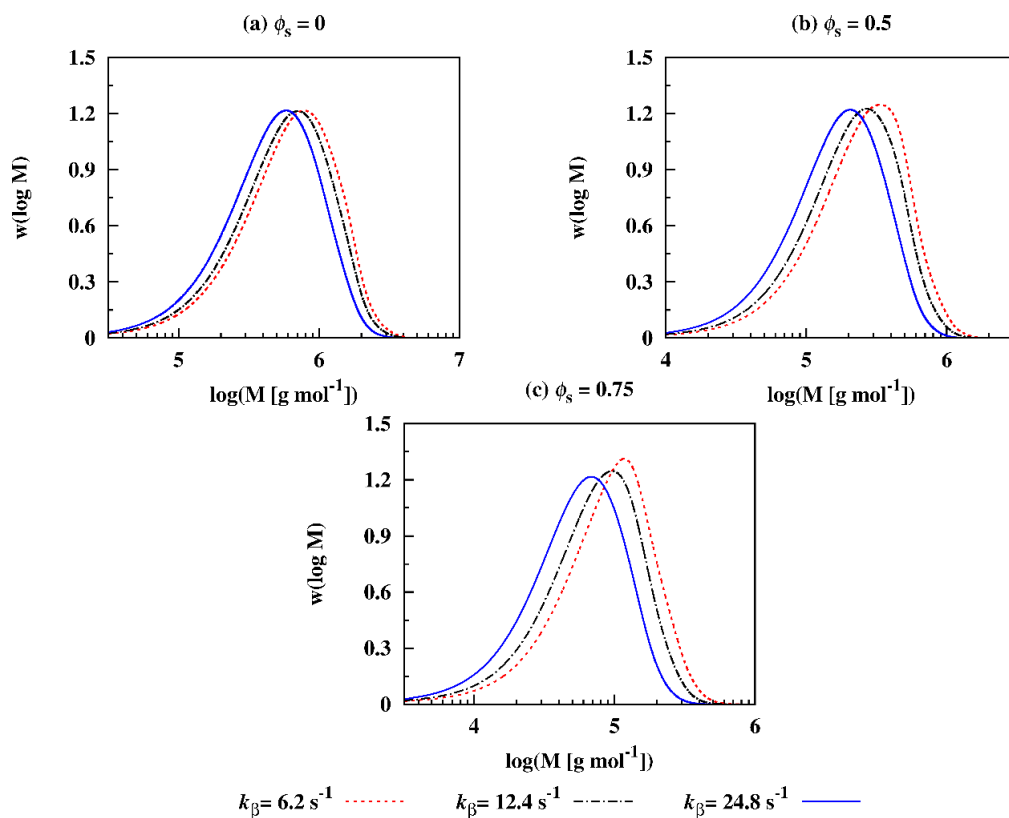 (a) ϕₛ = 0
1.5
1.2
0.9
0.6
0.3
0
w(log M)
5
6
7
log(M [g mol⁻¹])
(b) ϕₛ = 0.5
1.5
1.2
0.9
0.6
0.3
0
w(log M)
4
5
6
log(M [g mol⁻¹])
(c) ϕₛ = 0.75
1.5
1.2
0.9
0.6
0.3
0
w(log M)
4
5
6
log(M [g mol⁻¹])
kᵦ= 6.2 s⁻¹
kᵦ= 12.4 s⁻¹
kᵦ= 24.8 s⁻¹